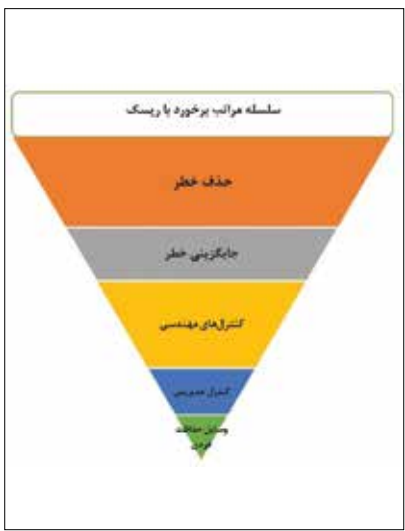 سلسله مراتب برخورد با ریسک
حذف خطر
جایگزینی خطر
کنترل‌های مهندسی
کنترل مدیریتی
وسایل حفاظت
فردی